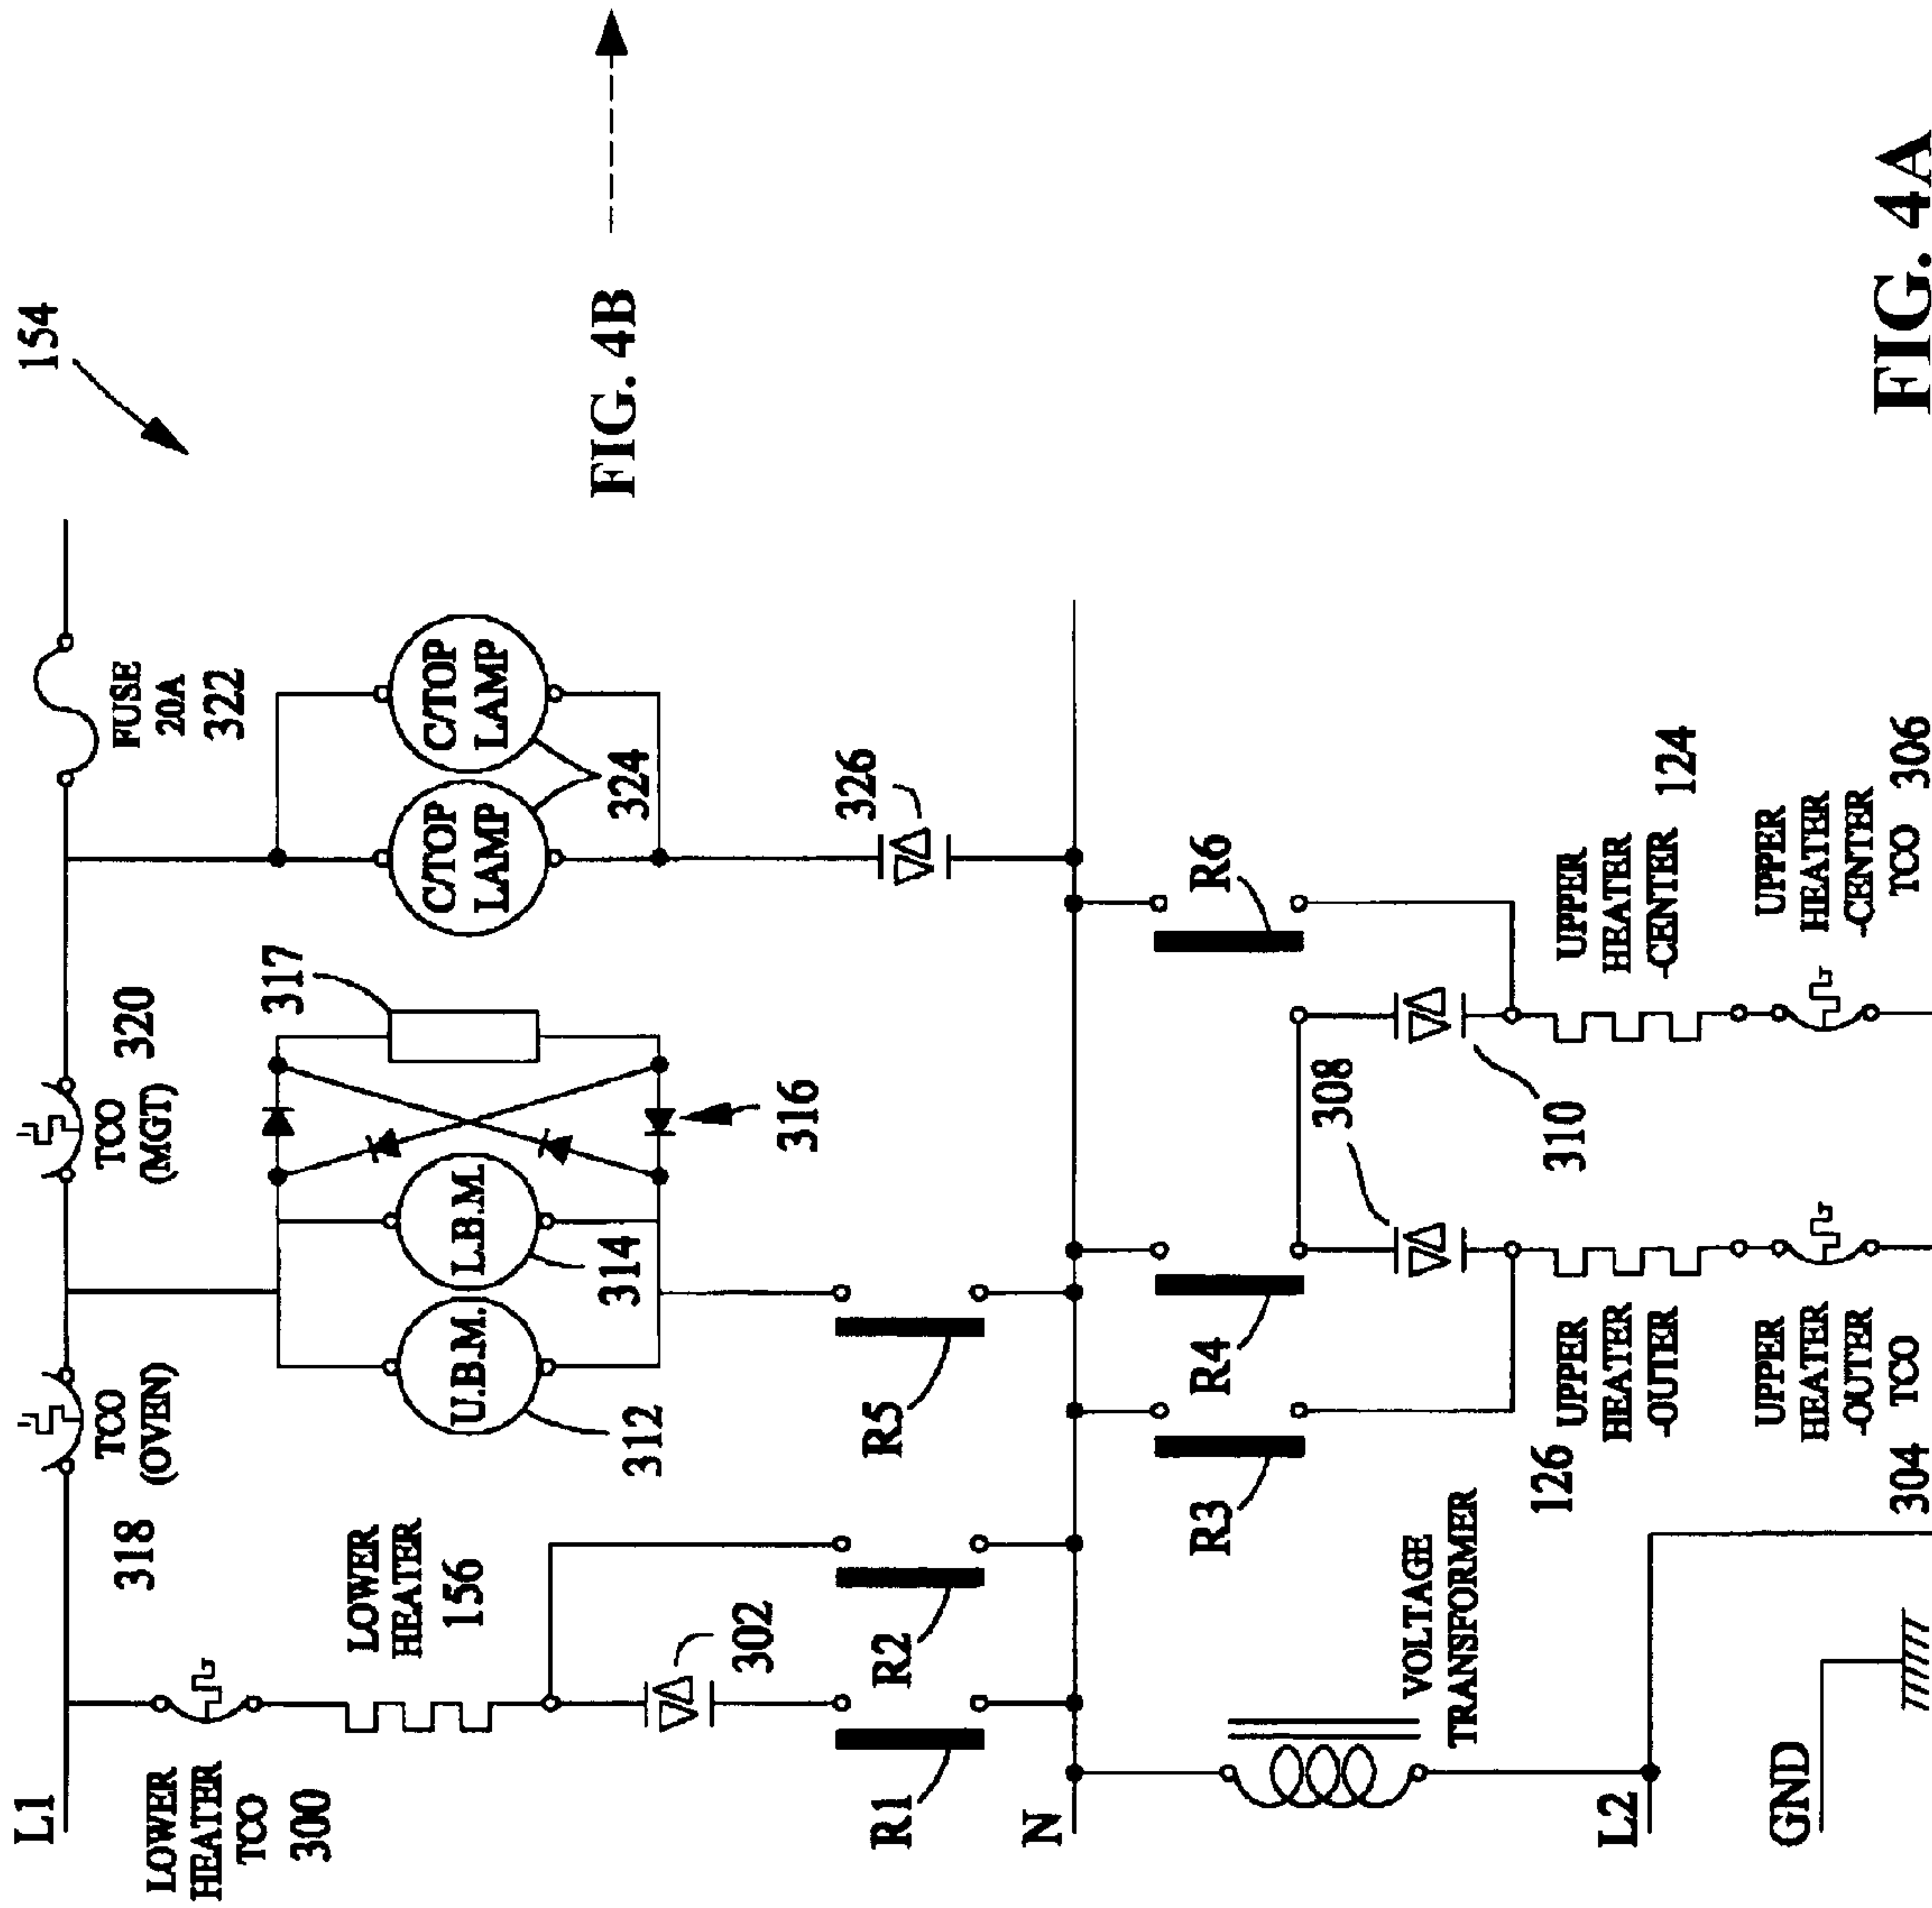 154
L1
318
TCO
(OVEN)
320
TCO
(MGT)
FUSE
20A
322
LOWER
HEATER
TCO
300
LOWER
HEATER
156
302
R1
R2
312
U.B.M.
314
L.B.M.
316
317
R5
C/TOP
LAMP
C/TOP
LAMP
324
326
FIG. 4B
N
VOLTAGE
TRANSFORMER
R3
R4
R6
308
310
126
UPPER
HEATER
-OUTER
UPPER
HEATER
-CENTER
124
L2
GND
UPPER
HEATER
-OUTER
304 TCO
UPPER
HEATER
-CENTER
TCO 306
FIG. 4A